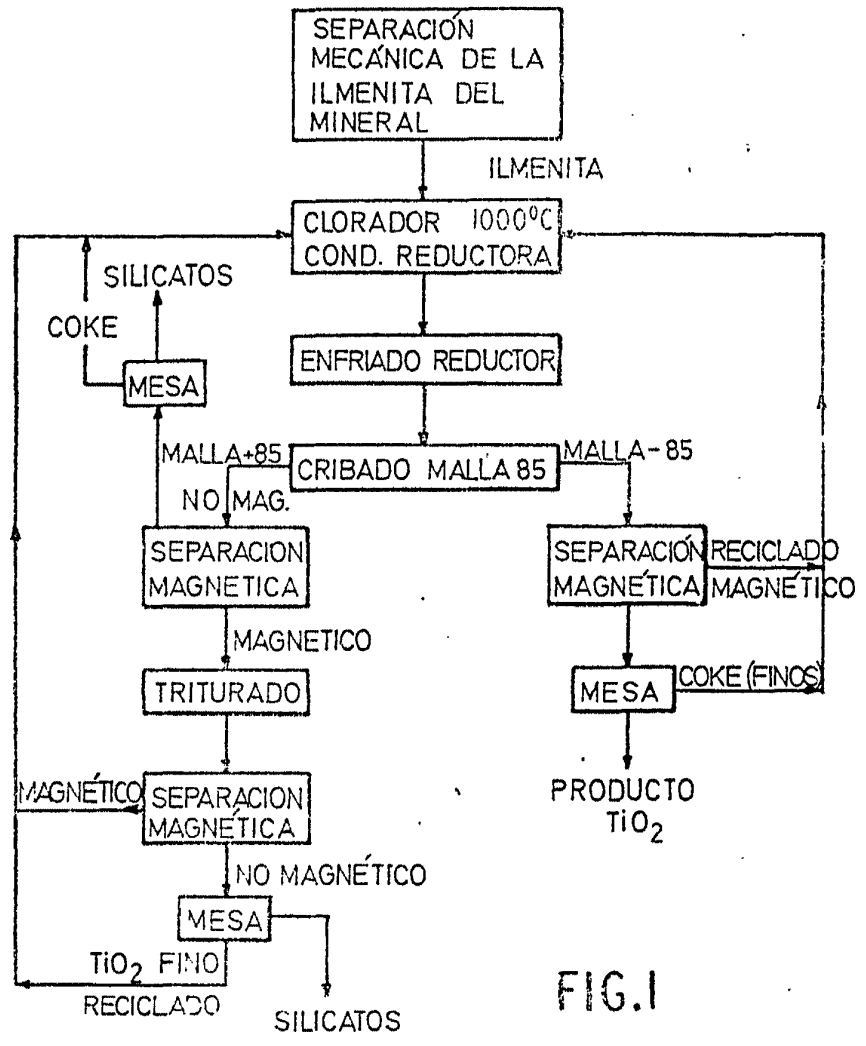 SEPARACIÓN
MECÁNICA DE LA
ILMENITA DEL
MINERAL
ILMENITA
CLORADOR 1000ºC
COND. REDUCTORA
SILICATOS
COKE
MESA
ENFRIADO REDUCTOR
MALLA+85
CRIBADO MALLA 85
MALLA-85
NO MAG.
SEPARACION
MAGNETICA
SEPARACIÓN
MAGNÉTICA
RECICLADO
MAGNÉTICO
MAGNETICO
TRITURADO
MESA
COKE (FINOS)
PRODUCTO
TiO2
MAGNÉTICO
SEPARACION
MAGNÉTICA
NO MAGNÉTICO
MESA
TiO2 FINO
RECICLADO
SILICATOS
FIG.1